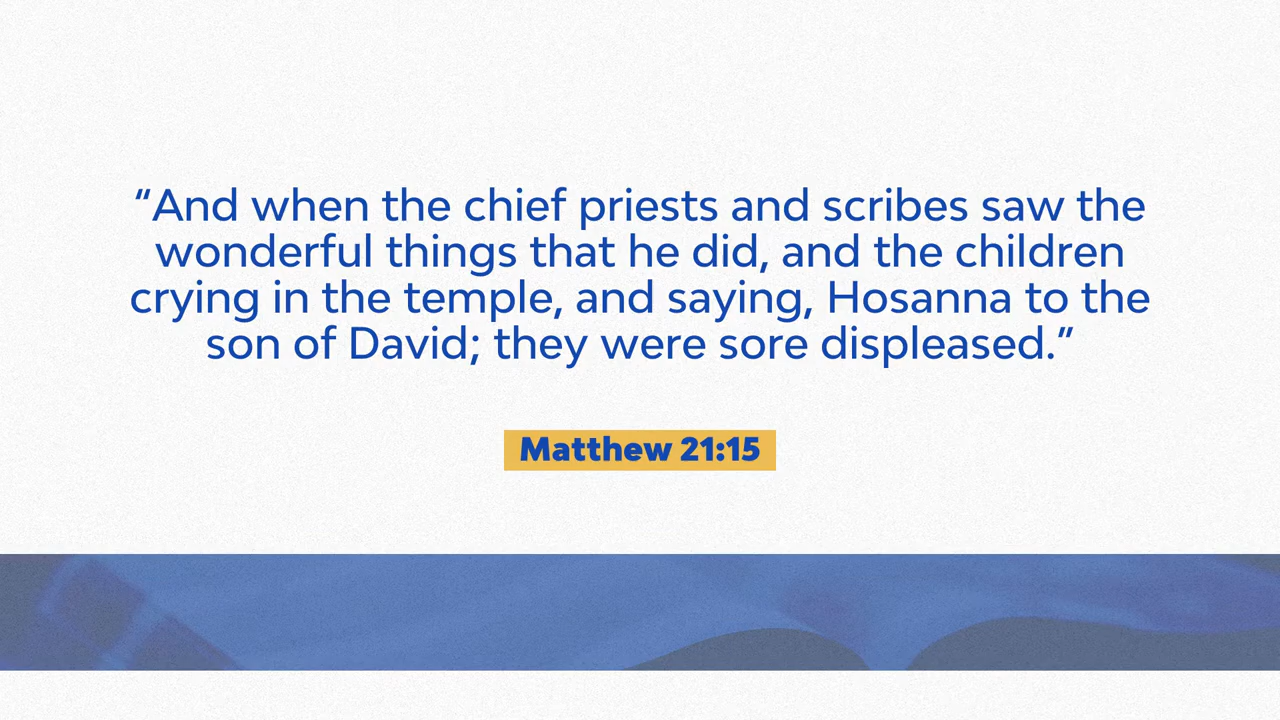 “And when the chief priests and scribes saw the
wonderful things that he did, and the children
crying in the temple, and saying, Hosanna to the
son of David; they were sore displeased.”
Matthew 21:15